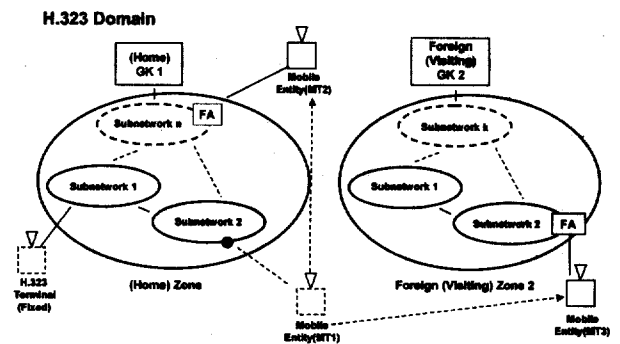 H.323 Domain
(Home)
GK 1
Mobile
Entity(MT2)
Foreign
(Visiting)
GK 2
Subnetwork n
FA
Subnetwork k
Subnetwork 1
Subnetwork 2
Subnetwork 1
Subnetwork 2
FA
H.323
Terminal
(Fixed)
(Home) Zone
Mobile
Entity(MT1)
Foreign (Visiting) Zone 2
Mobile
Entity(MT3)